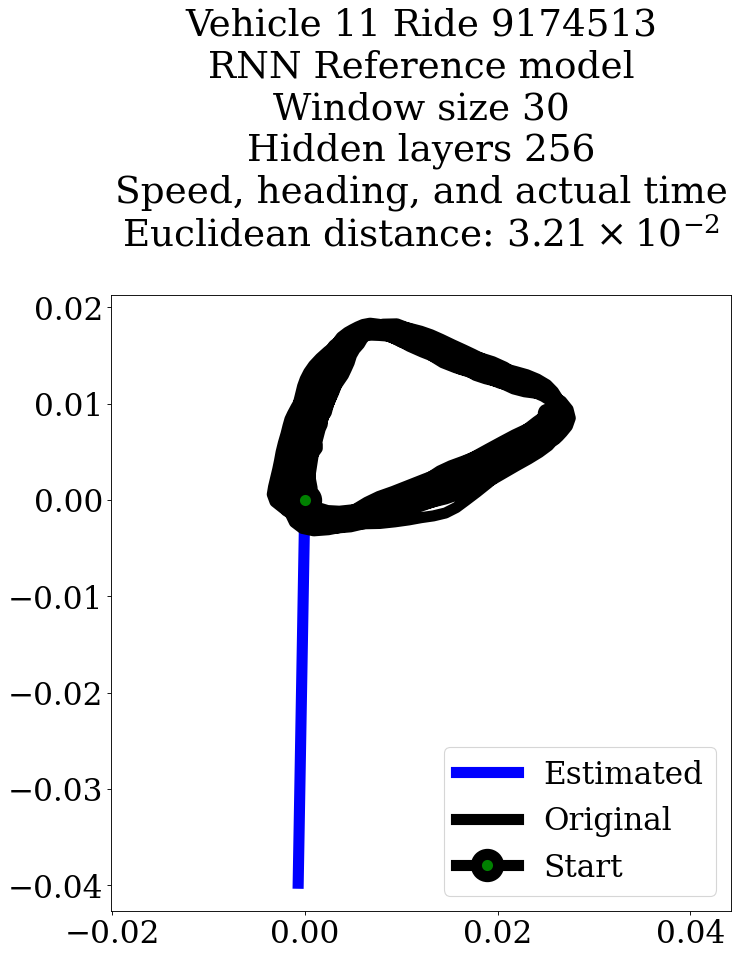 Vehicle 11 Ride 9174513
RNN Reference model
Window size 30
Hidden layers 256
Speed, heading, and actual time
Euclidean distance: 3.21 × 10⁻²
0.02
0.01
0.00
−0.01
−0.02
−0.03
−0.04
Estimated
Original
Start
−0.02 0.00 0.02 0.04